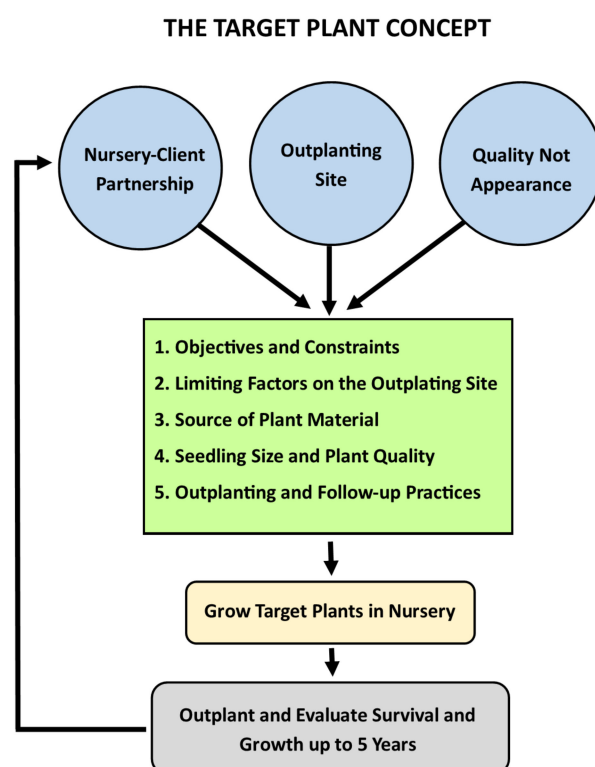 THE TARGET PLANT CONCEPT
Nursery-Client
Partnership
Outplanting
Site
Quality Not
Appearance
1. Objectives and Constraints
2. Limiting Factors on the Outplating Site
3. Source of Plant Material
4. Seedling Size and Plant Quality
5. Outplanting and Follow-up Practices
Grow Target Plants in Nursery
Outplant and Evaluate Survival and
Growth up to 5 Years